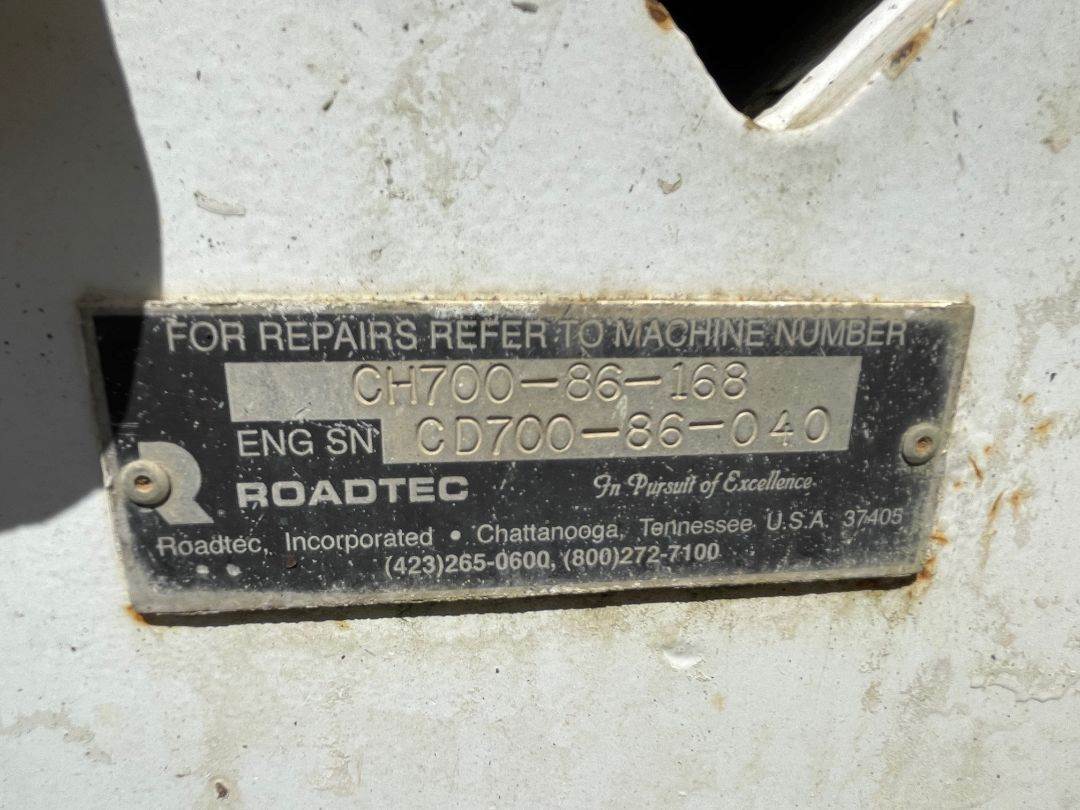 FOR REPAIRS REFER TO MACHINE NUMBER
CH700-86-168
ENG SN CD700-86-040
R ROADTEC In Pursuit of Excellence
Roadtec, Incorporated • Chattanooga, Tennessee U.S.A. 37405
(423)265-0600, (800)272-7100